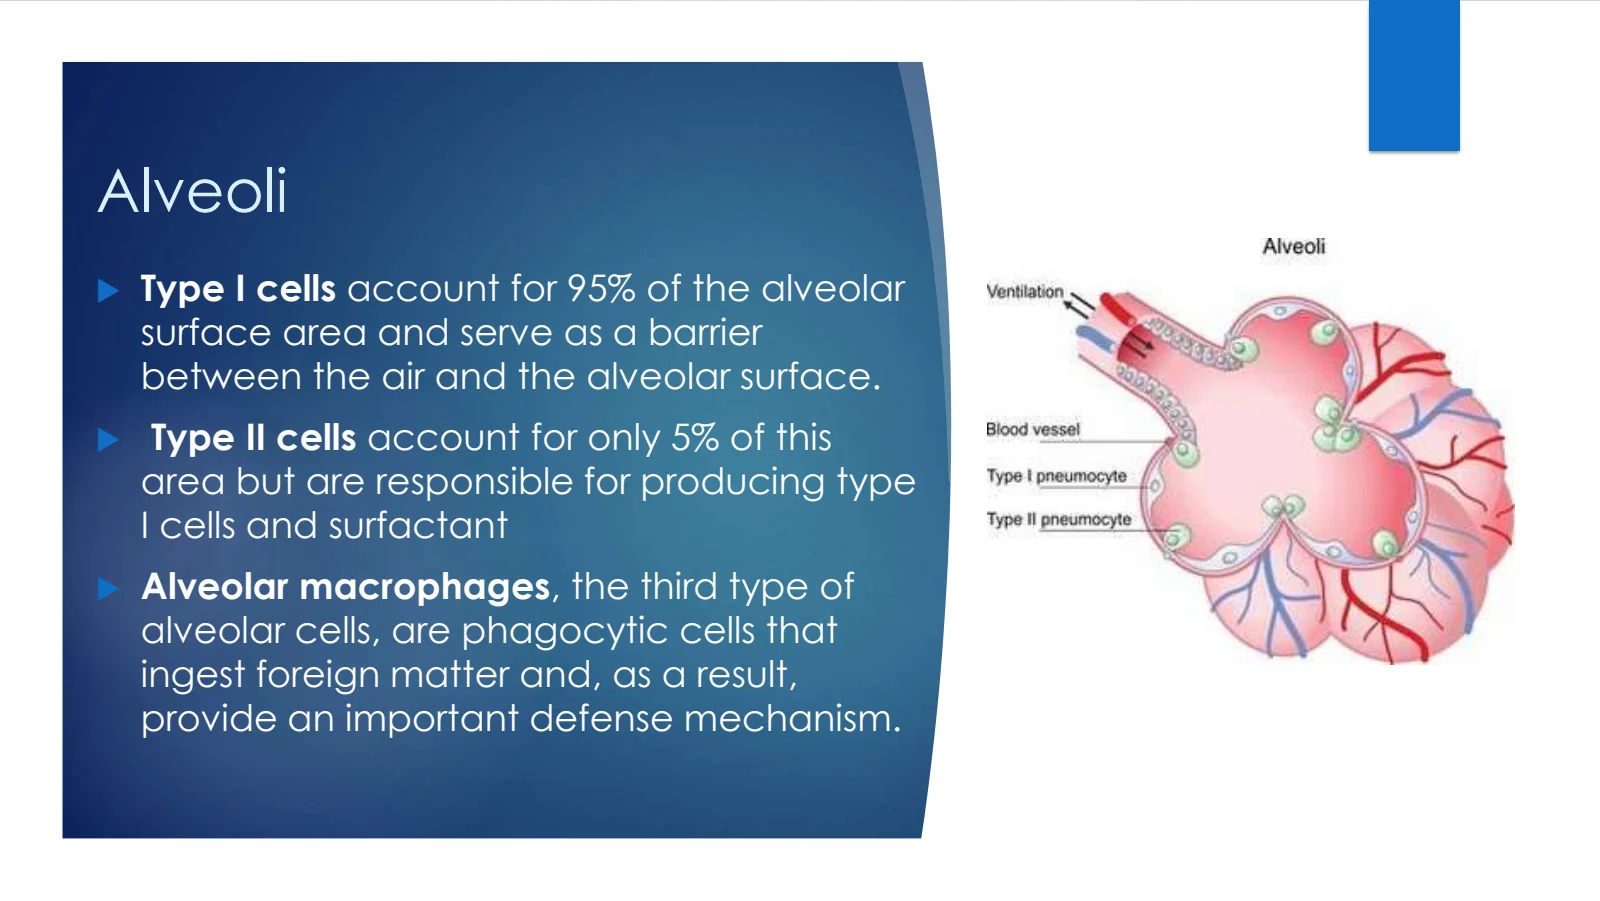 Alveoli
Type I cells account for 95% of the alveolar
surface area and serve as a barrier
between the air and the alveolar surface.
Type II cells account for only 5% of this
area but are responsible for producing type
I cells and surfactant
Alveolar macrophages, the third type of
alveolar cells, are phagocytic cells that
ingest foreign matter and, as a result,
provide an important defense mechanism.
Alveoli
Ventilation
Blood vessel
Type I pneumocyte
Type II pneumocyte